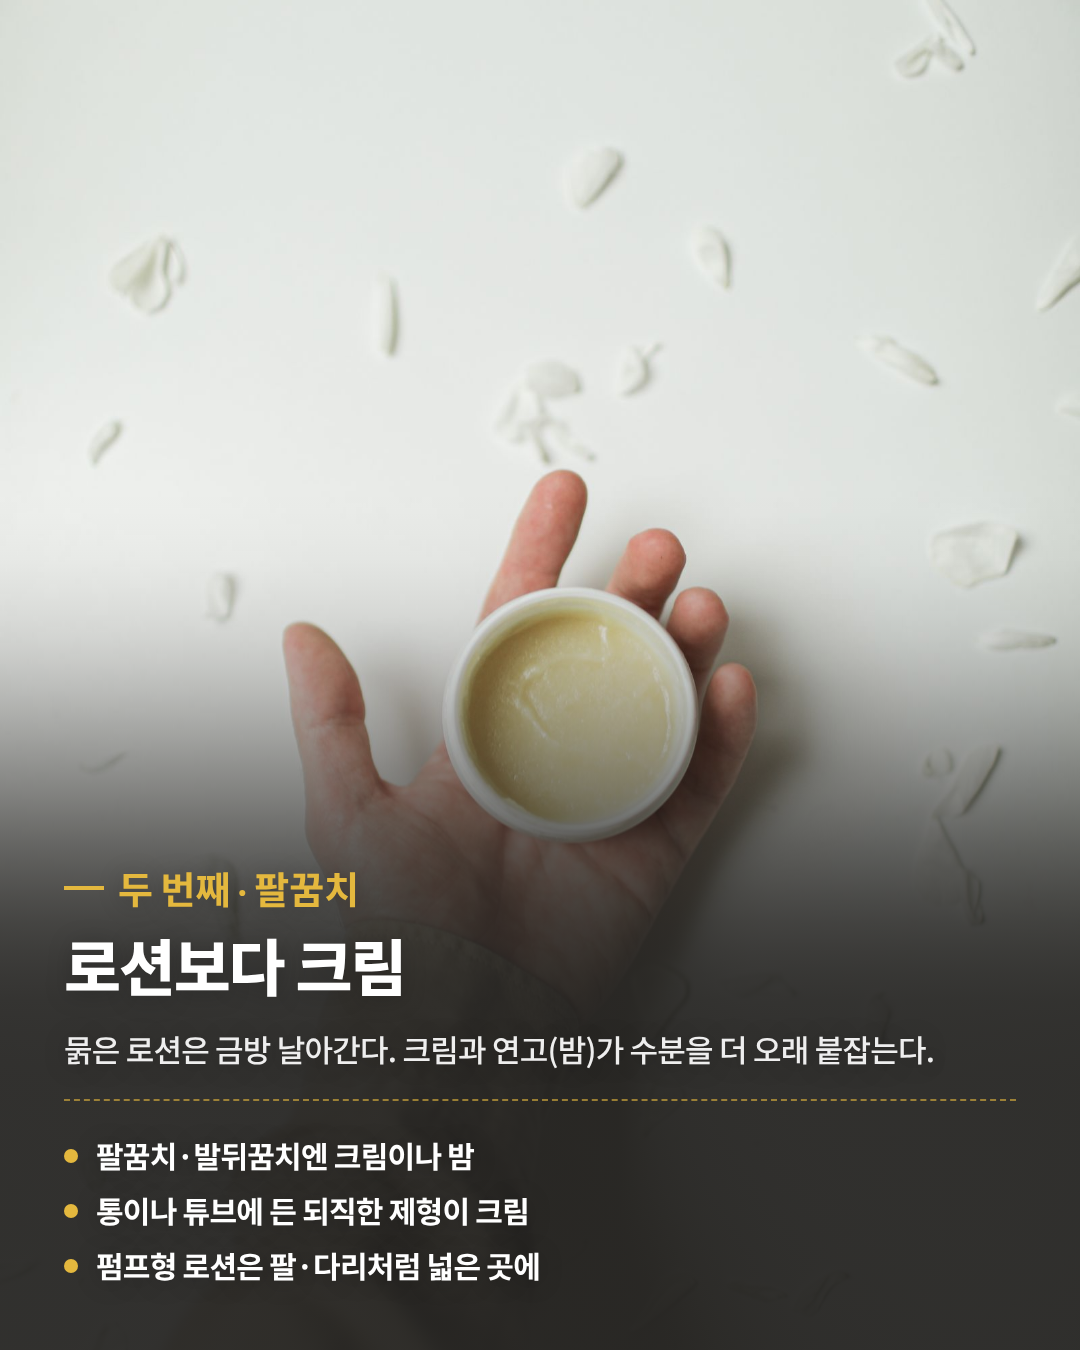 두 번째 · 팔꿈치
로션보다 크림
묽은 로션은 금방 날아간다. 크림과 연고(밤)가 수분을 더 오래 붙잡는다.
팔꿈치·발뒤꿈치엔 크림이나 밤
통이나 튜브에 든 되직한 제형이 크림
펌프형 로션은 팔·다리처럼 넓은 곳에